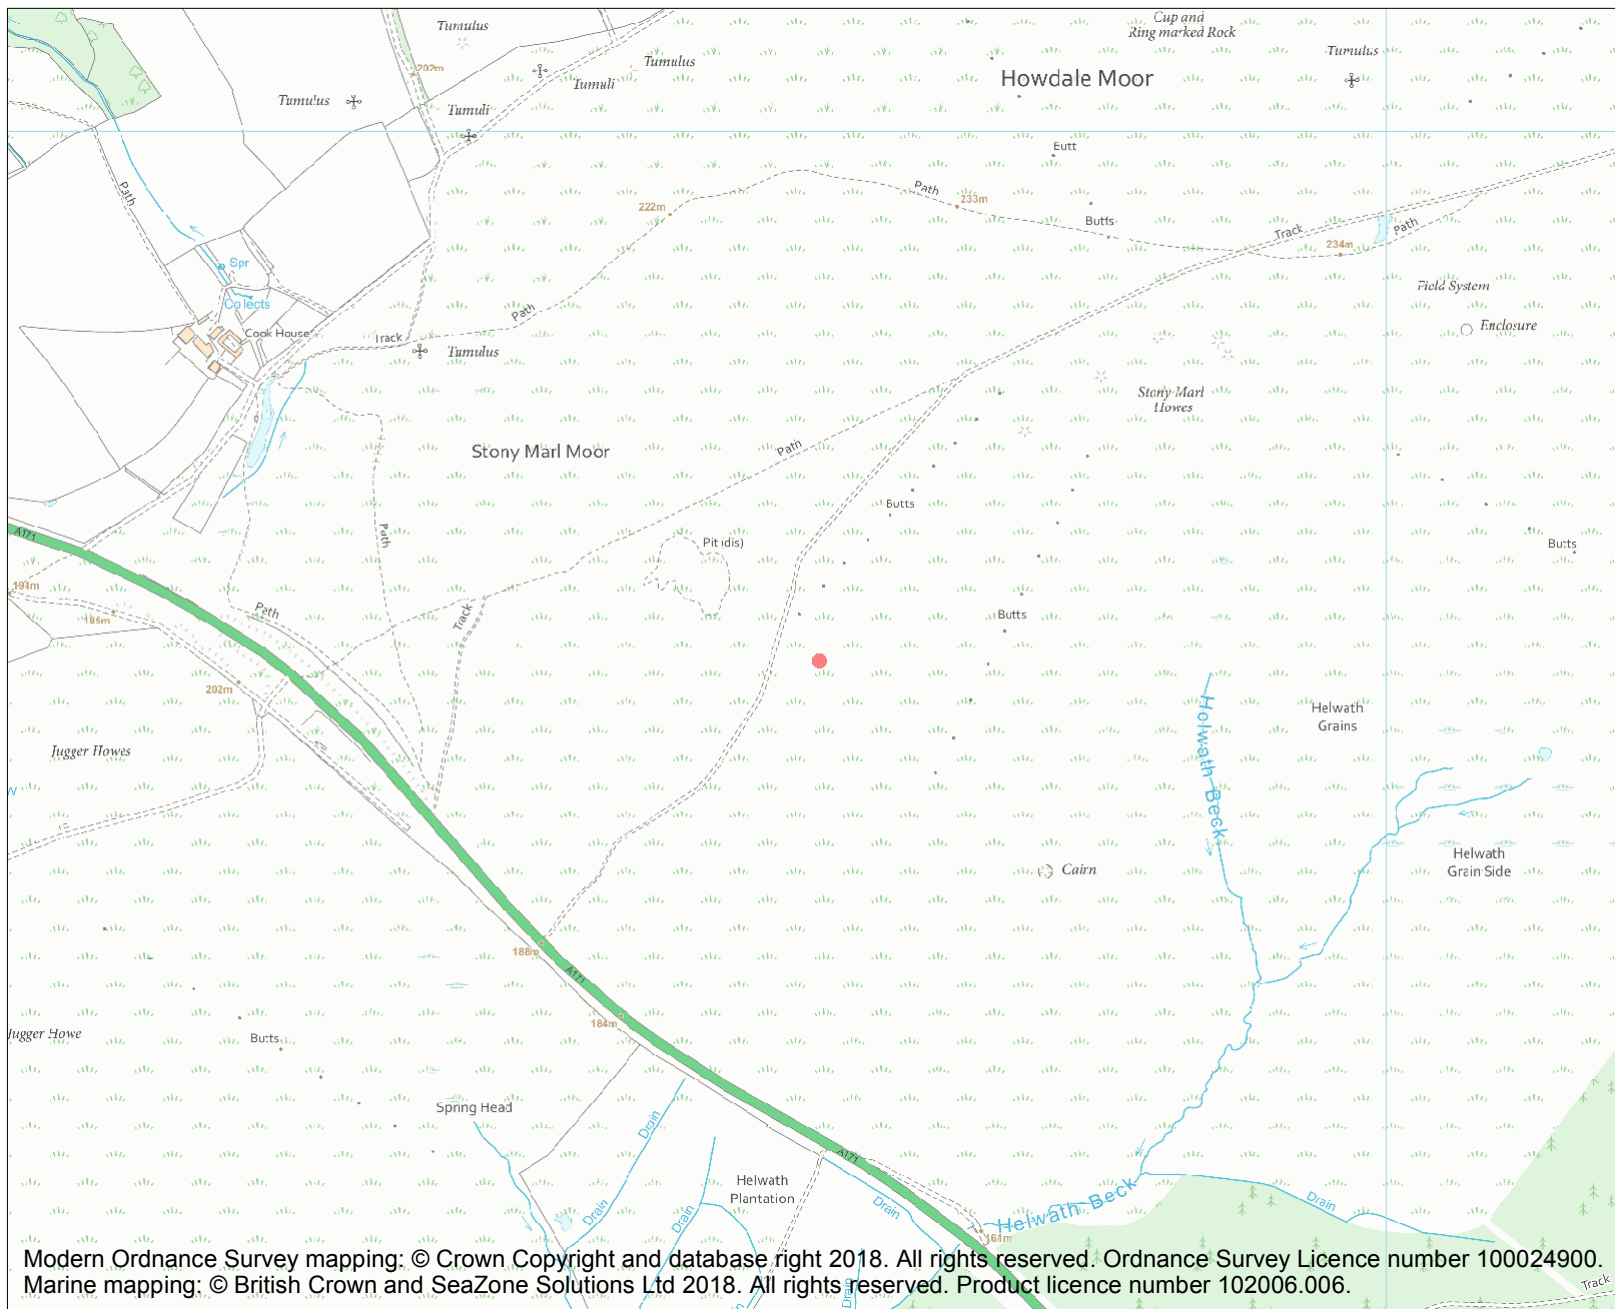 Tumulus
Cup and
Ring marked Rock
Tumulus
Howdale Moor
202m
Tumulus
Tumuli
Tumulus
Tumuli
Eutt
Path
Path
233m
222m
Butts
Track
Path
234m
Spr
Co lects
Field System
Enclosure
Path
Cook House
Track
Tumulus
Stony Marl
Howes
Stony Marl Moor
Path
Butts
A171
Path
Pit (dis)
Butts
194m
185m
Path
Track
Butts
202m
Helwath
Grains
Jugger Howes
Helwath Beck
W
Helwath
Grain Side
Cairn
188m
A171
184m
Jugger Howe
Butts
Spring Head
Drain
A171
Helwath
Plantation
Drain
Drain
Drain
Helwath Beck
Drain
161m
Drain
Track
Modern Ordnance Survey mapping: © Crown Copyright and database right 2018. All rights reserved. Ordnance Survey Licence number 100024900.
Marine mapping: © British Crown and SeaZone Solutions Ltd 2018. All rights reserved. Product licence number 102006.006.